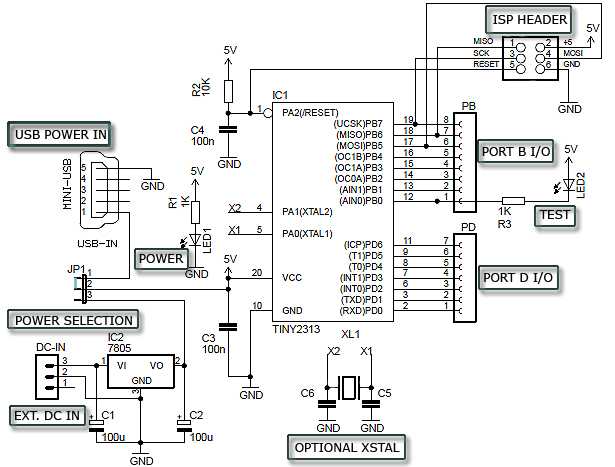 ISP HEADER
5V
MISO 1 2 +5
SCK 3 4 MOSI
RESET 5 6 GND
GND
5V
R2
10K
IC1
1 PA2(/RESET)
C4
100n
GND
(UCSK)PB7 19 8
(MISO)PB6 18 7
(MOSI)PB5 17 6
(OC1B)PB4 16 5
(OC1A)PB3 15 4
(OC0A)PB2 14 3
(AIN1)PB1 13 2
(AIN0)PB0 12 1
PB
PORT B I/O
5V
LED2
1K
R3
TEST
USB POWER IN
MINI-USB
5
4
3
2
1
GND
USB-IN
5V
R1
1K
LED1
POWER
GND
X2 4 PA1(XTAL2)
X1 5 PA0(XTAL1)
5V
20 VCC
10 GND
TINY2313
C3
100n
GND
(ICP)PD6 11 7
(T1)PD5 9 6
(T0)PD4 8 5
(INT1)PD3 7 4
(INT0)PD2 6 3
(TXD)PD1 3 2
(RXD)PD0 2 1
PD
PORT D I/O
JP1
1
2
3
POWER SELECTION
DC-IN
3
2
1
IC2
7805
1 VI VO 2
GND
3
EXT. DC IN
+ C1
100u
+ C2
100u
GND
XL1
X2 X1
C6 C5
GND GND
OPTIONAL XSTAL